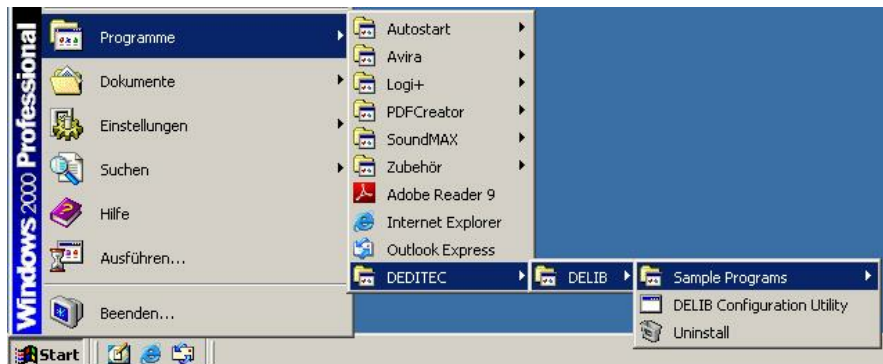 Windows 2000 Professional
Programme
Dokumente
Einstellungen
Suchen
Hilfe
Ausführen...
Beenden...
Autostart
Avira
Logi+
PDFCreator
SoundMAX
Zubehör
Adobe Reader 9
Internet Explorer
Outlook Express
DEDITEC
DELIB
Sample Programs
DELIB Configuration Utility
Uninstall
Start